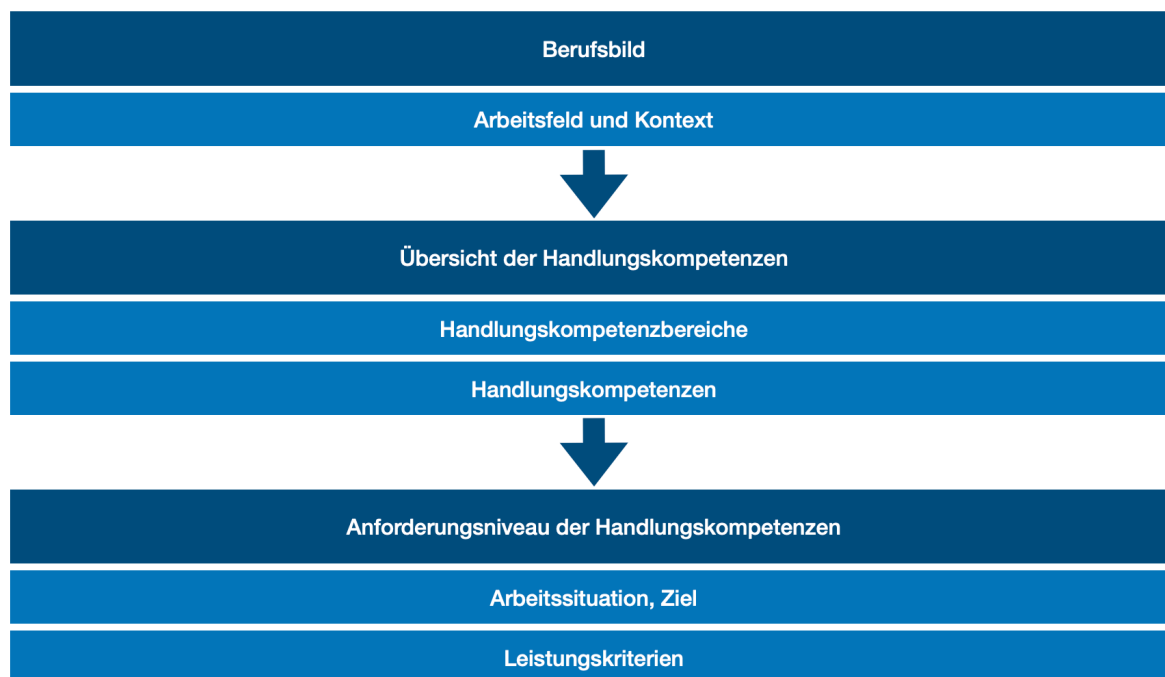 Berufsbild
Arbeitsfeld und Kontext
Übersicht der Handlungskompetenzen
Handlungskompetenzbereiche
Handlungskompetenzen
Anforderungsniveau der Handlungskompetenzen
Arbeitssituation, Ziel
Leistungskriterien